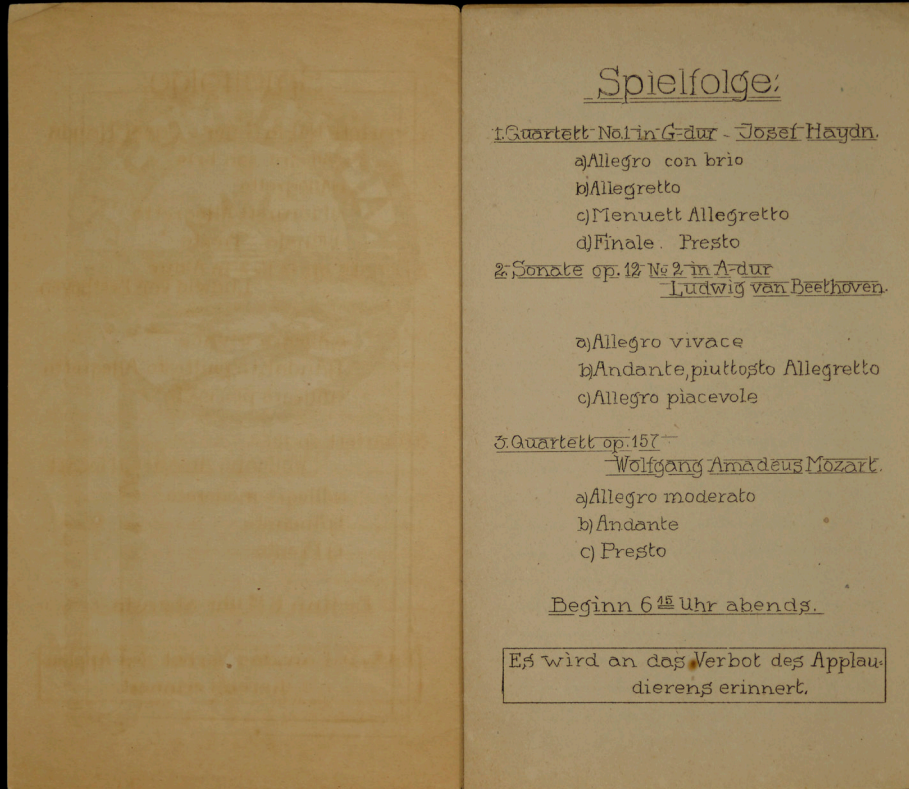 Spielfolge:
1. Quartett No.1 in G-dur - Josef Haydn.
a) Allegro con brio
b) Allegretto
c) Menuett Allegretto
d) Finale. Presto
2. Sonate op. 12 No 2 in A-dur
Ludwig van Beethoven.
a) Allegro vivace
b) Andante, piuttosto Allegretto
c) Allegro piacevole
3. Quartett op. 157
Wolfgang Amadeus Mozart.
a) Allegro moderato
b) Andante
c) Presto
Beginn 6 15 Uhr abends.
Es wird an das Verbot des Applau-
dierens erinnert.